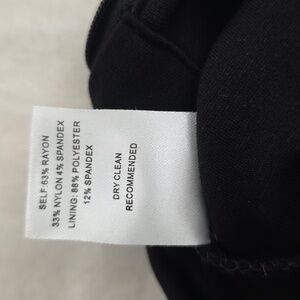 SELF:63% RAYON
33% NYLON 4% SPANDEX
LINING: 88% POLYESTER
12% SPANDEX
DRY CLEAN
RECOMMENDED